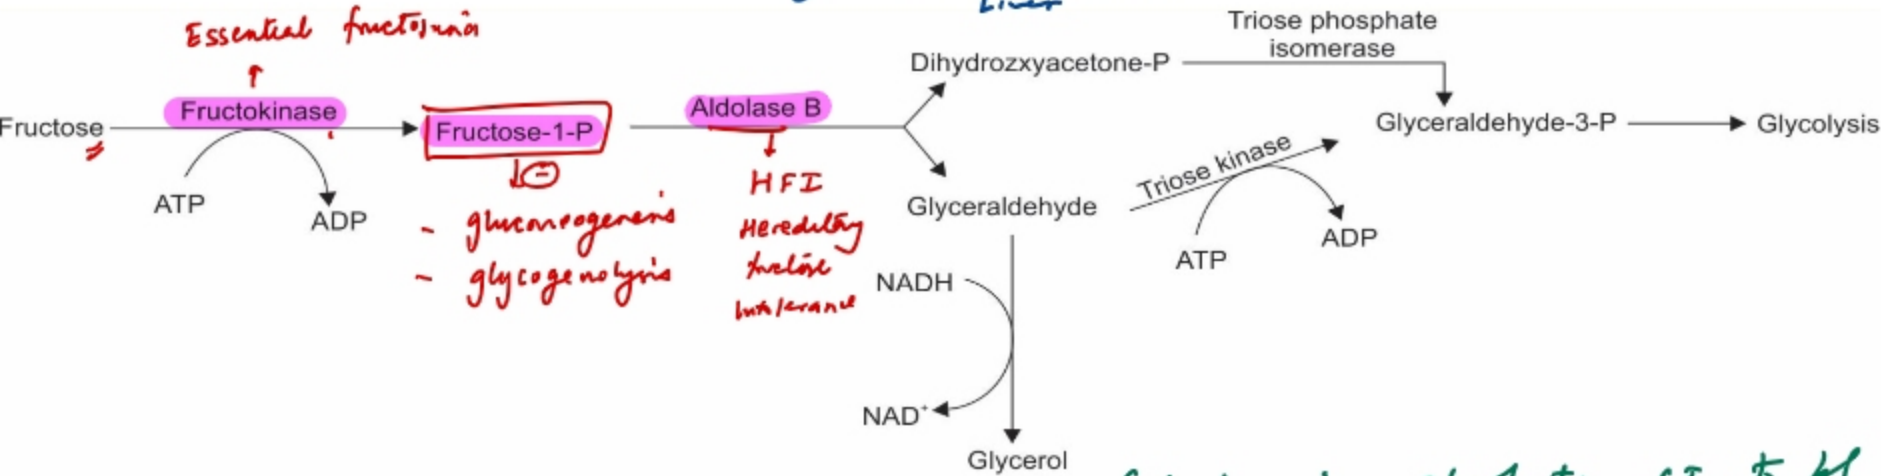 Liver
Essential fructosuria
Triose phosphate
isomerase
Dihydrozxyacetone-P
Fructokinase
Aldolase B
Fructose
Fructose-1-P
Glyceraldehyde-3-P
Glycolysis
ATP
ADP
- gluconeogenesis
- glycogenolysis
HFI
Hereditary
fructose
Intolerance
Glyceraldehyde
Triose kinase
ATP
ADP
NADH
NAD⁺
Glycerol